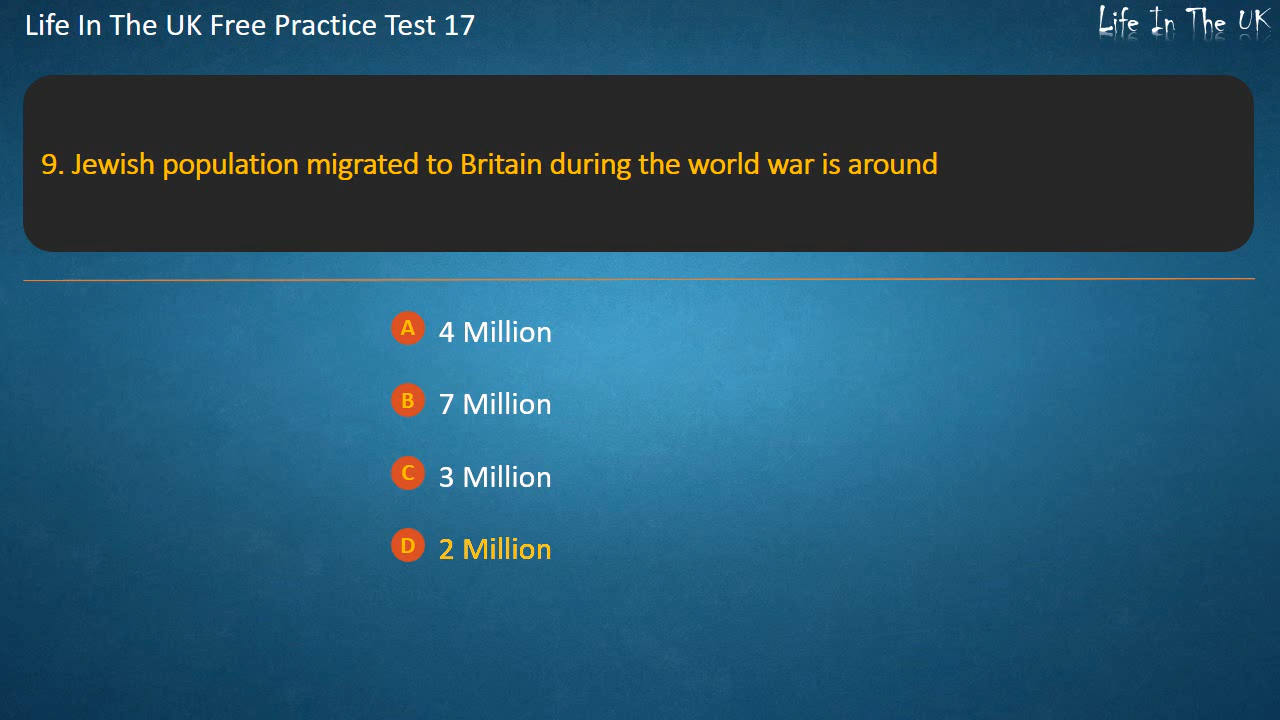 Life In The UK Free Practice Test 17
Life In The UK
9. Jewish population migrated to Britain during the world war is around
A 4 Million
B 7 Million
C 3 Million
D 2 Million